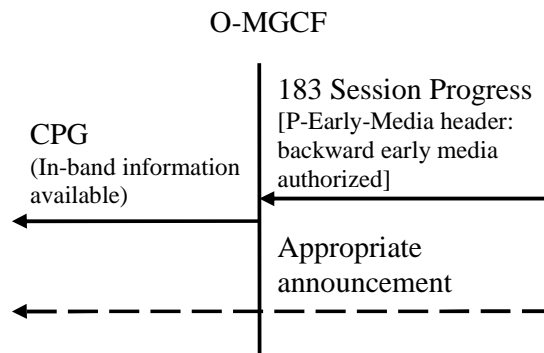 O-MGCF
183 Session Progress
[P-Early-Media header:
backward early media
authorized]
CPG
(In-band information
available)
Appropriate
announcement